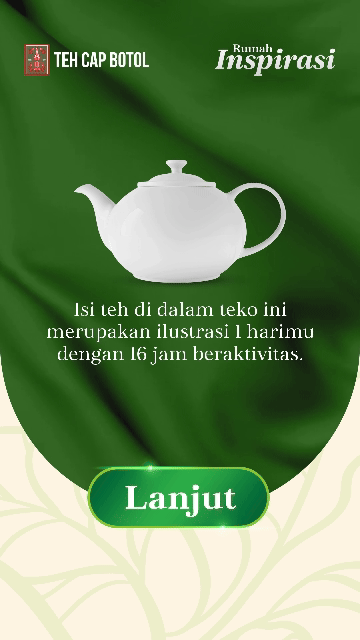 TEH CAP BOTOL
Rumah
Inspirasi
Isi teh di dalam teko ini
merupakan ilustrasi 1 harimu
dengan 16 jam beraktivitas.
Lanjut